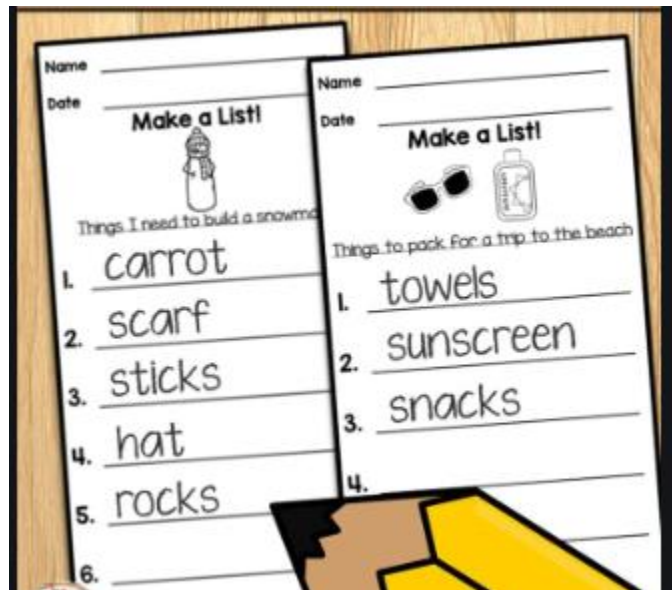 Name
Date
Make a List!
Things I need to build a
1. carrot
2. scarf
3. sticks
4. hat
5. rocks
6.
Name
Date
Make a List!
Things to pack for a trip to the beach
1. towels
2. sunscreen
3. snacks
4.